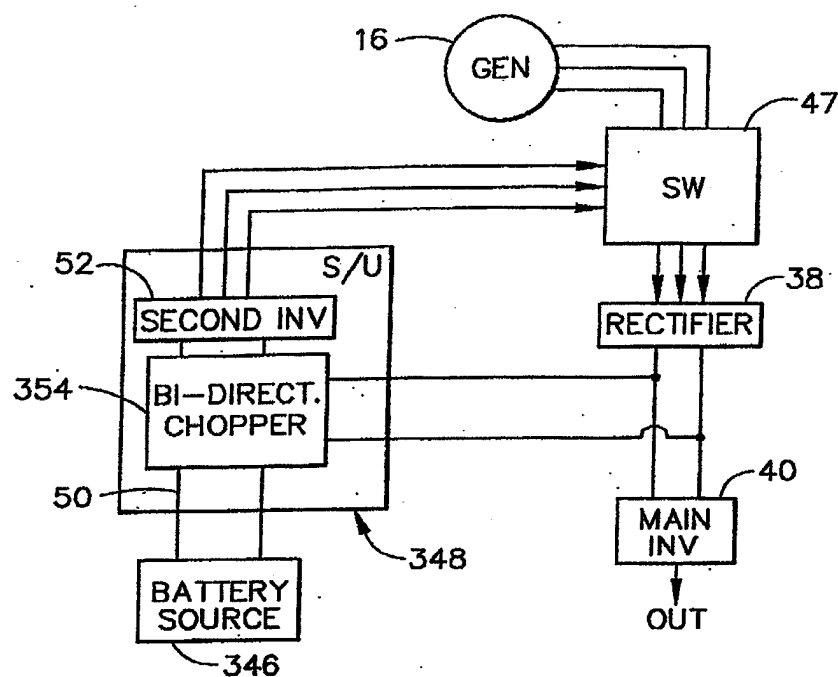 16
GEN
47
SW
S/U
52
SECOND INV
38
RECTIFIER
354
BI-DIRECT.
CHOPPER
50
40
MAIN
INV
348
BATTERY
SOURCE
OUT
346